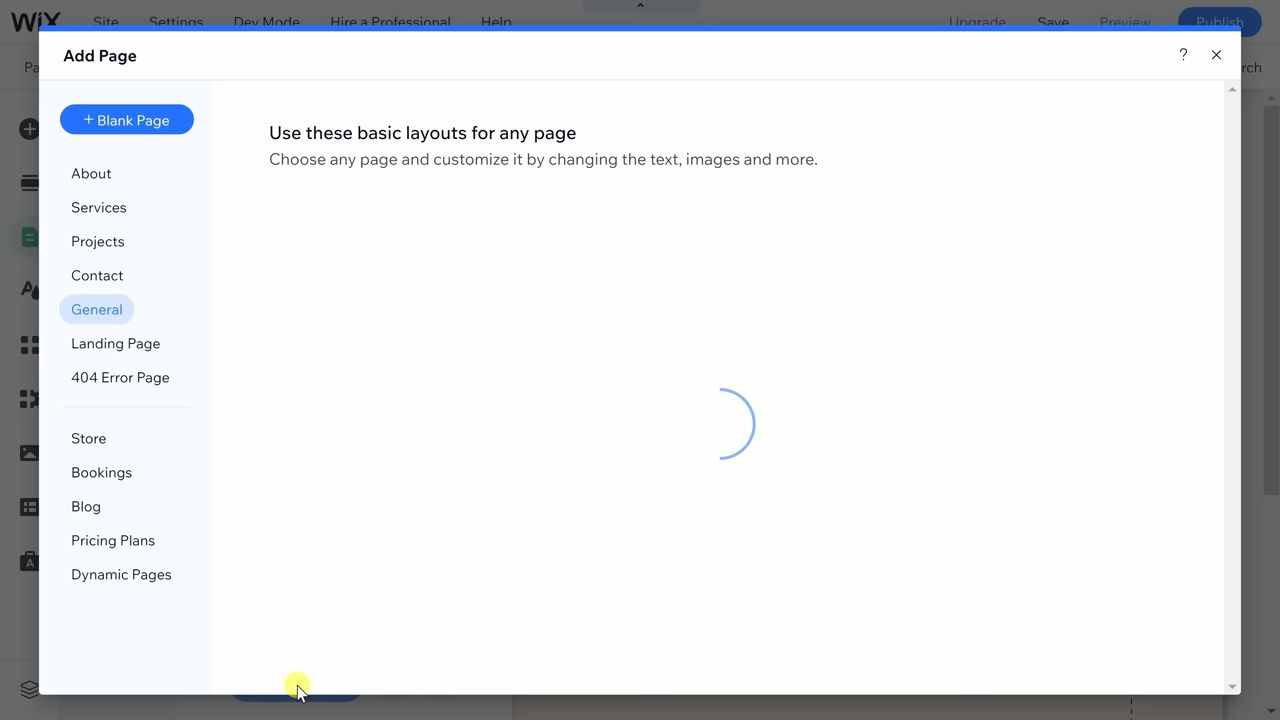 WiX Site Settings Dev Mode Hire a Professional Help Upgrade Save Preview Publish
Add Page
?
+ Blank Page
About
Services
Projects
Contact
General
Landing Page
404 Error Page
Store
Bookings
Blog
Pricing Plans
Dynamic Pages
Use these basic layouts for any page
Choose any page and customize it by changing the text, images and more.